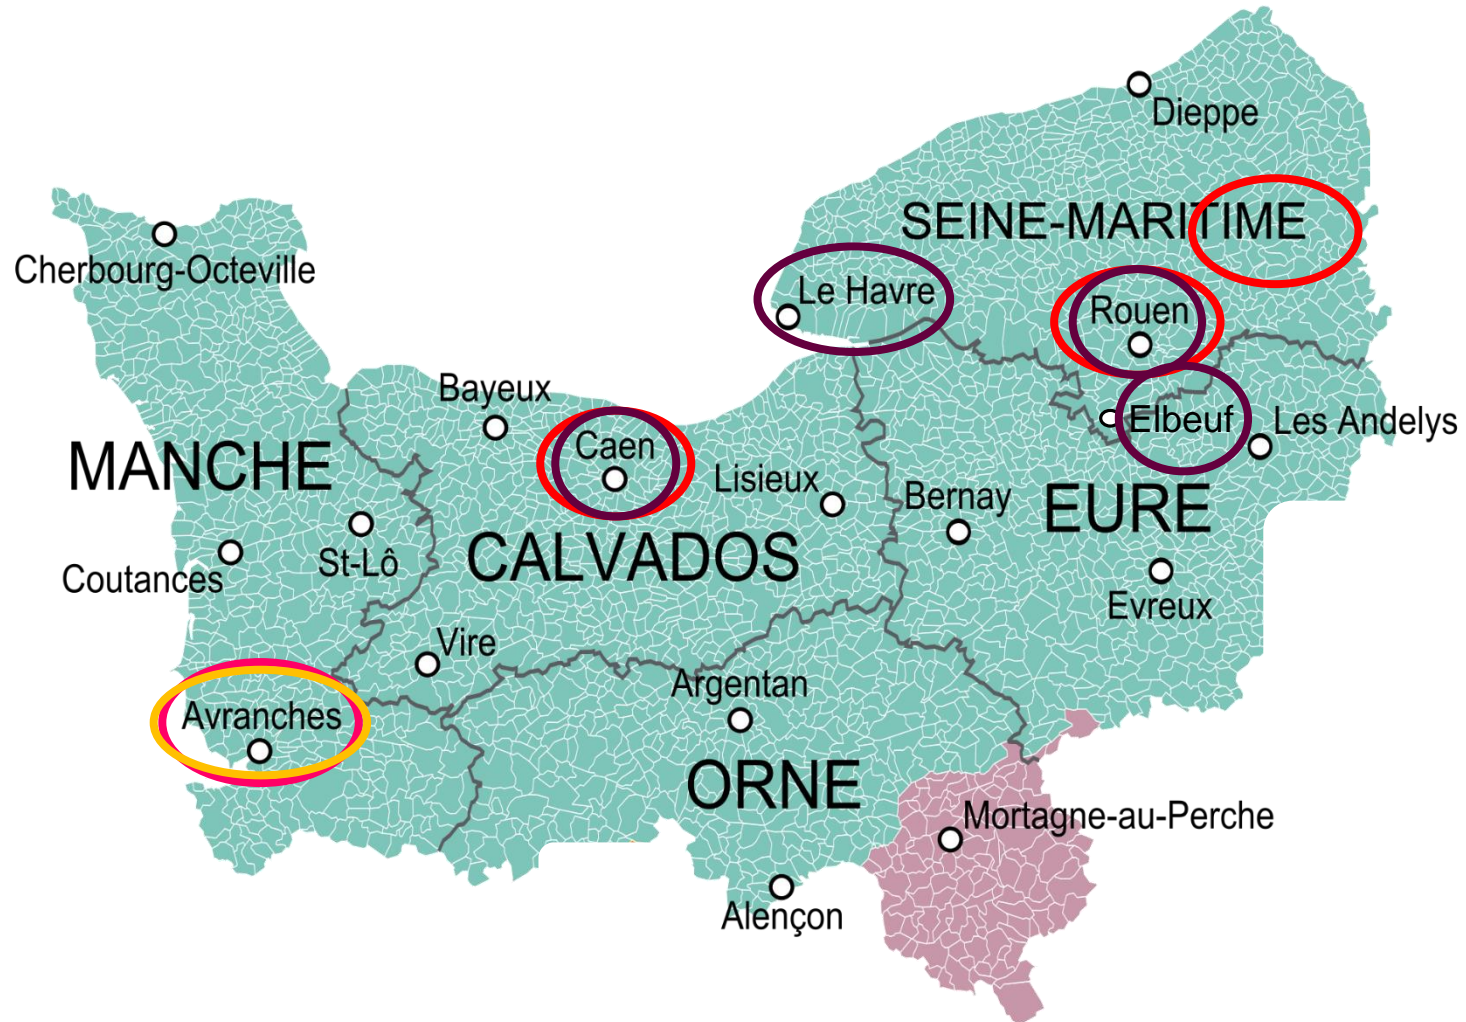 Dieppe
SEINE-MARITIME
Cherbourg-Octeville
Le Havre
Rouen
Bayeux
Elbeuf
Les Andelys
Caen
MANCHE
Lisieux
Bernay
EURE
St-Lô
CALVADOS
Coutances
Evreux
Vire
Argentan
Avranches
ORNE
Mortagne-au-Perche
Alençon